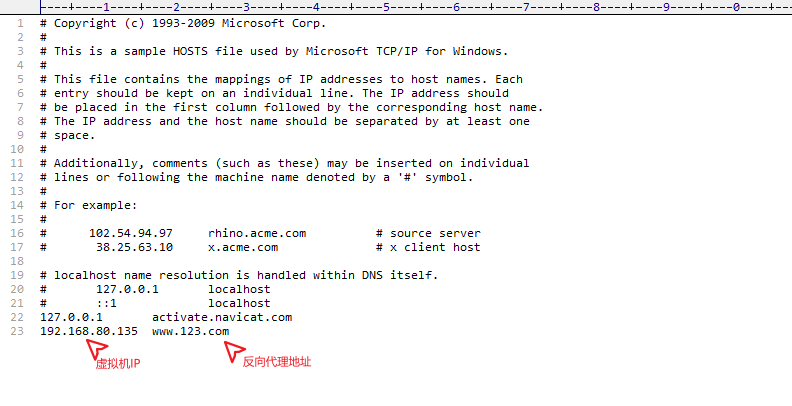 ----1----+----2----+----3----+----4----+----5----+----6----+----7----+----8----+----9----+----0----+---
1 # Copyright (c) 1993-2009 Microsoft Corp.
2 #
3 # This is a sample HOSTS file used by Microsoft TCP/IP for Windows.
4 #
5 # This file contains the mappings of IP addresses to host names. Each
6 # entry should be kept on an individual line. The IP address should
7 # be placed in the first column followed by the corresponding host name.
8 # The IP address and the host name should be separated by at least one
9 # space.
10 #
11 # Additionally, comments (such as these) may be inserted on individual
12 # lines or following the machine name denoted by a '#' symbol.
13 #
14 # For example:
15 #
16 #      102.54.94.97     rhino.acme.com          # source server
17 #       38.25.63.10     x.acme.com              # x client host
18
19 # localhost name resolution is handled within DNS itself.
20 #       127.0.0.1       localhost
21 #       ::1             localhost
22 127.0.0.1       activate.navicat.com
23 192.168.80.135  www.123.com
虚拟机IP 反向代理地址